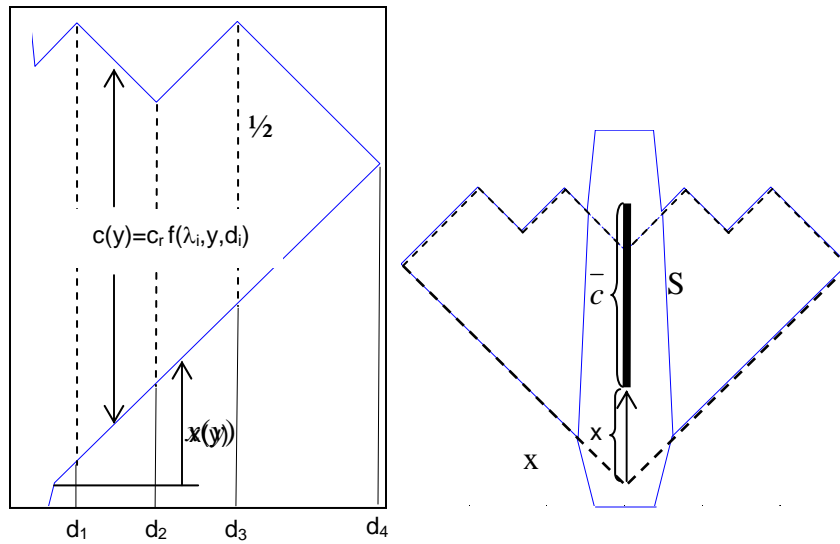 ½
c(y)=cᵣ f(λᵢ,y,dᵢ)
x(y)
d₁ d₂ d₃ d₄
c̅
S
x
x